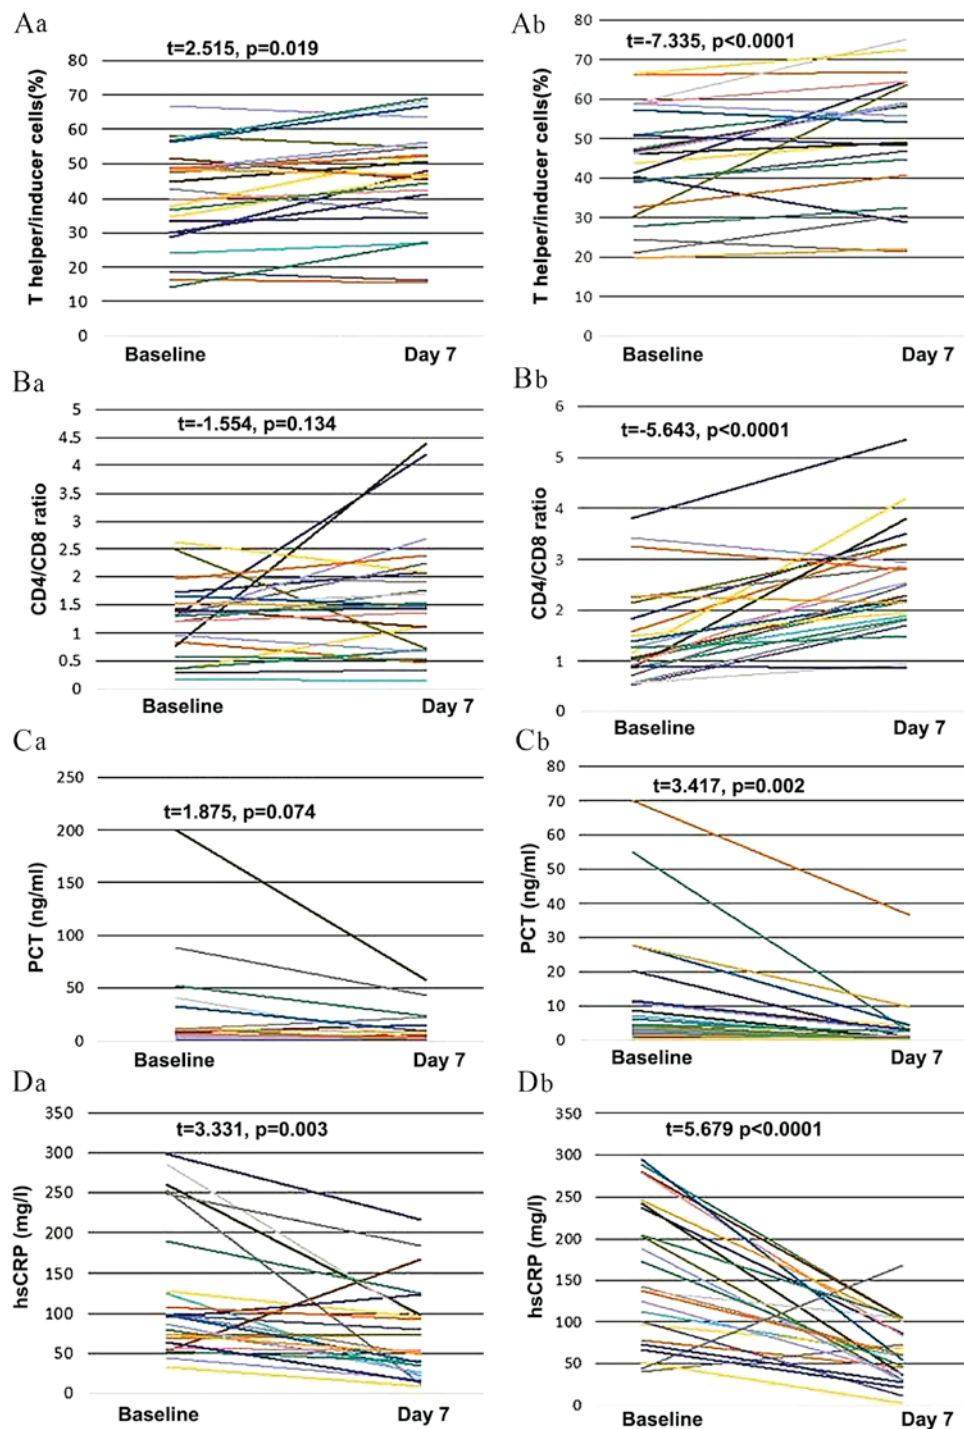 Aa
t=2.515, p=0.019
T helper/inducer cells(%)
80
70
60
50
40
30
20
10
0
Baseline Day 7
Ab
t=-7.335, p<0.0001
T helper/inducer cells(%)
80
70
60
50
40
30
20
10
0
Baseline Day 7
Ba
t=-1.554, p=0.134
CD4/CD8 ratio
5
4.5
4
3.5
3
2.5
2
1.5
1
0.5
0
Baseline Day 7
Bb
t=-5.643, p<0.0001
CD4/CD8 ratio
6
5
4
3
2
1
0
Baseline Day 7
Ca
t=1.875, p=0.074
PCT (ng/ml)
250
200
150
100
50
0
Baseline Day 7
Cb
t=3.417, p=0.002
PCT (ng/ml)
80
70
60
50
40
30
20
10
0
Baseline Day 7
Da
t=3.331, p=0.003
hsCRP (mg/l)
350
300
250
200
150
100
50
0
Baseline Day 7
Db
t=5.679 p<0.0001
hsCRP (mg/l)
350
300
250
200
150
100
50
0
Baseline Day 7